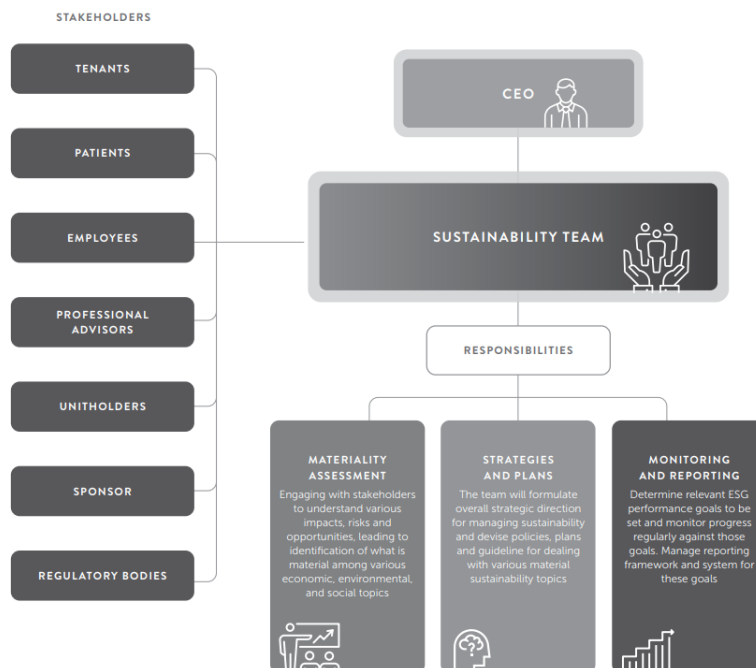 STAKEHOLDERS
TENANTS
PATIENTS
EMPLOYEES
PROFESSIONAL
ADVISORS
UNITHOLDERS
SPONSOR
REGULATORY BODIES
CEO
SUSTAINABILITY TEAM
RESPONSIBILITIES
MATERIALITY
ASSESSMENT
Engaging with stakeholders
to understand various
impacts, risks and
opportunities, leading to
identification of what is
material among various
economic, environmental,
and social topics
STRATEGIES
AND PLANS
The team will formulate
overall strategic direction
for managing sustainability
and devise policies, plans
and guideline for dealing
with various material
sustainability topics
MONITORING
AND REPORTING
Determine relevant ESG
performance goals to be
set and monitor progress
regularly against those
goals. Manage reporting
framework and system for
these goals
?